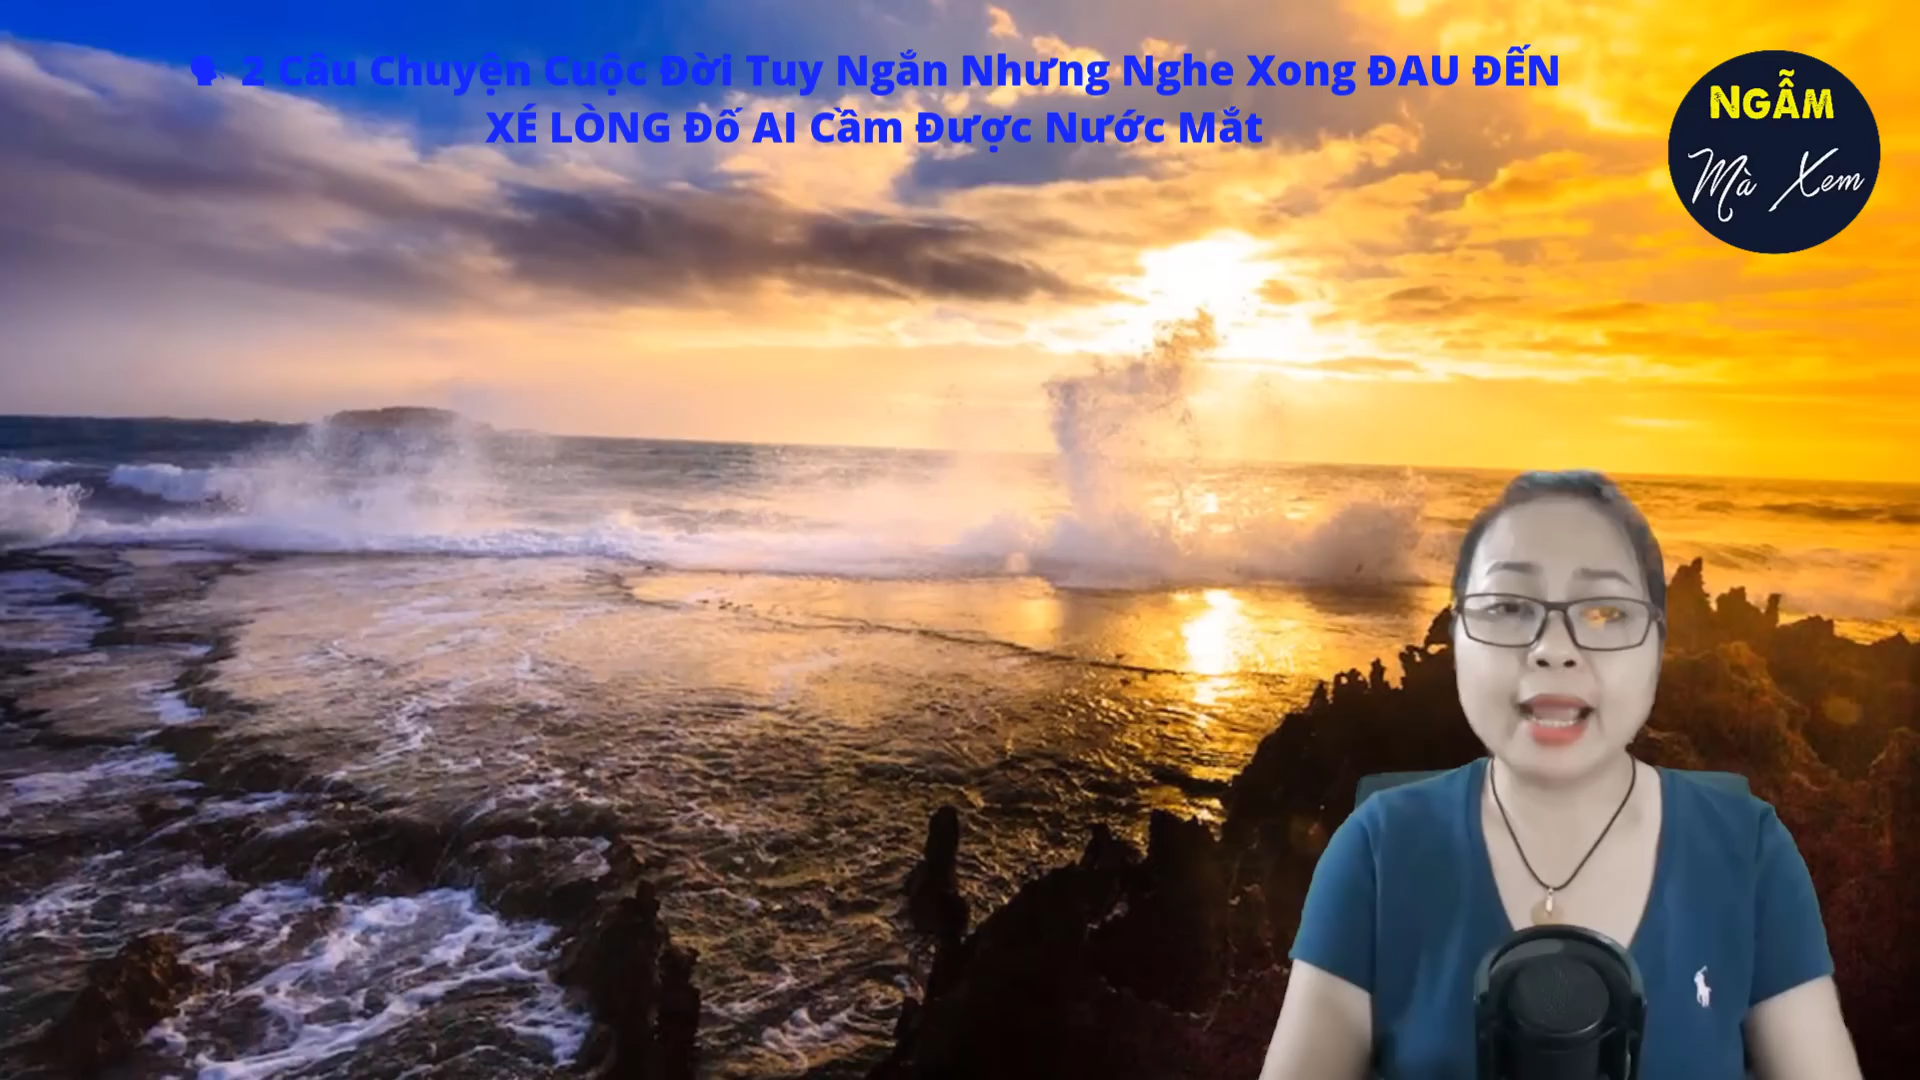 2 Câu Chuyện Cuộc Đời Tuy Ngắn Nhưng Nghe Xong ĐAU ĐẾN
XÉ LÒNG Đố AI Cầm Được Nước Mắt
NGẪM
Mà Xem